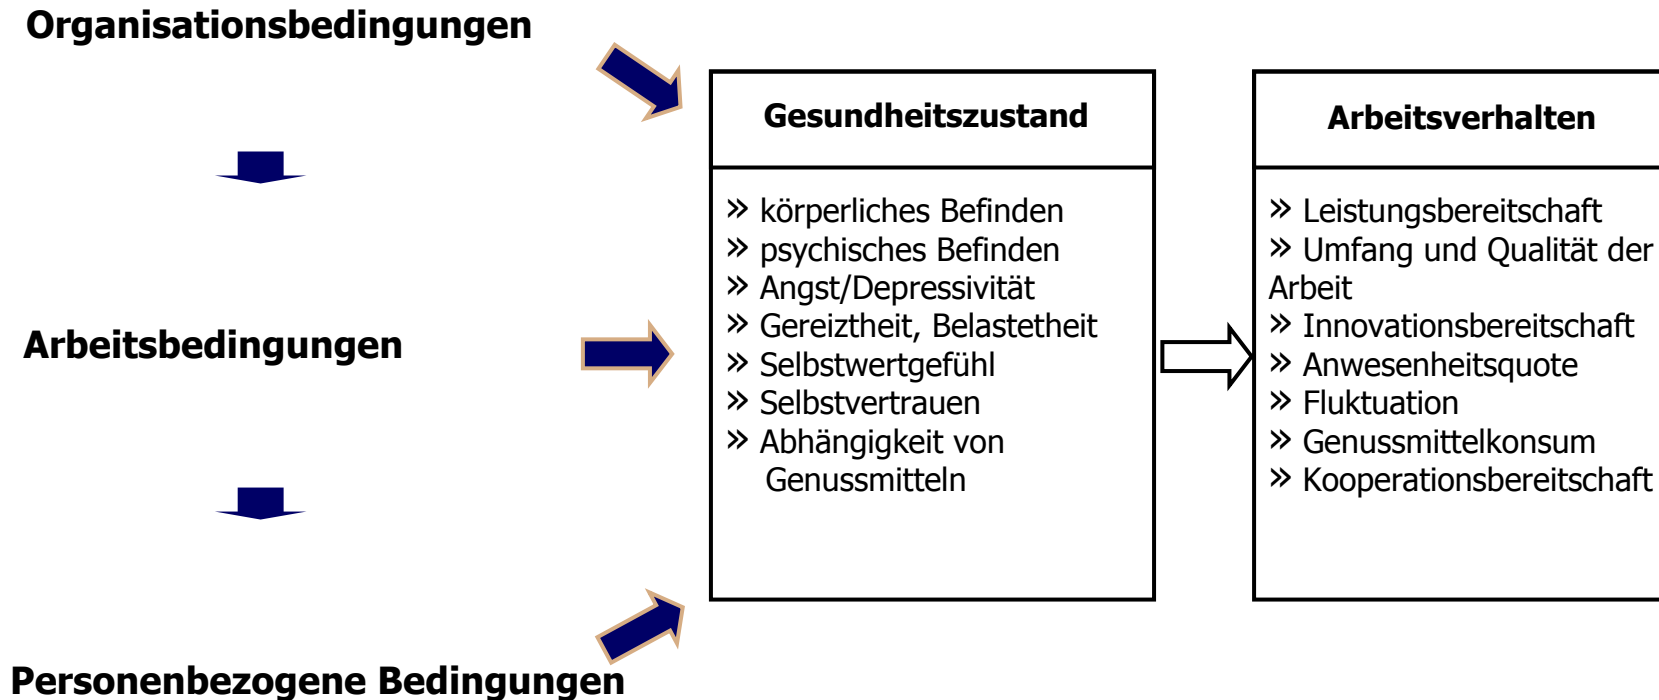 Organisationsbedingungen
Arbeitsbedingungen
Personenbezogene Bedingungen
Gesundheitszustand
» körperliches Befinden
» psychisches Befinden
» Angst/Depressivität
» Gereiztheit, Belastetheit
» Selbstwertgefühl
» Selbstvertrauen
» Abhängigkeit von
Genussmitteln
Arbeitsverhalten
» Leistungsbereitschaft
» Umfang und Qualität der
Arbeit
» Innovationsbereitschaft
» Anwesenheitsquote
» Fluktuation
» Genussmittelkonsum
» Kooperationsbereitschaft